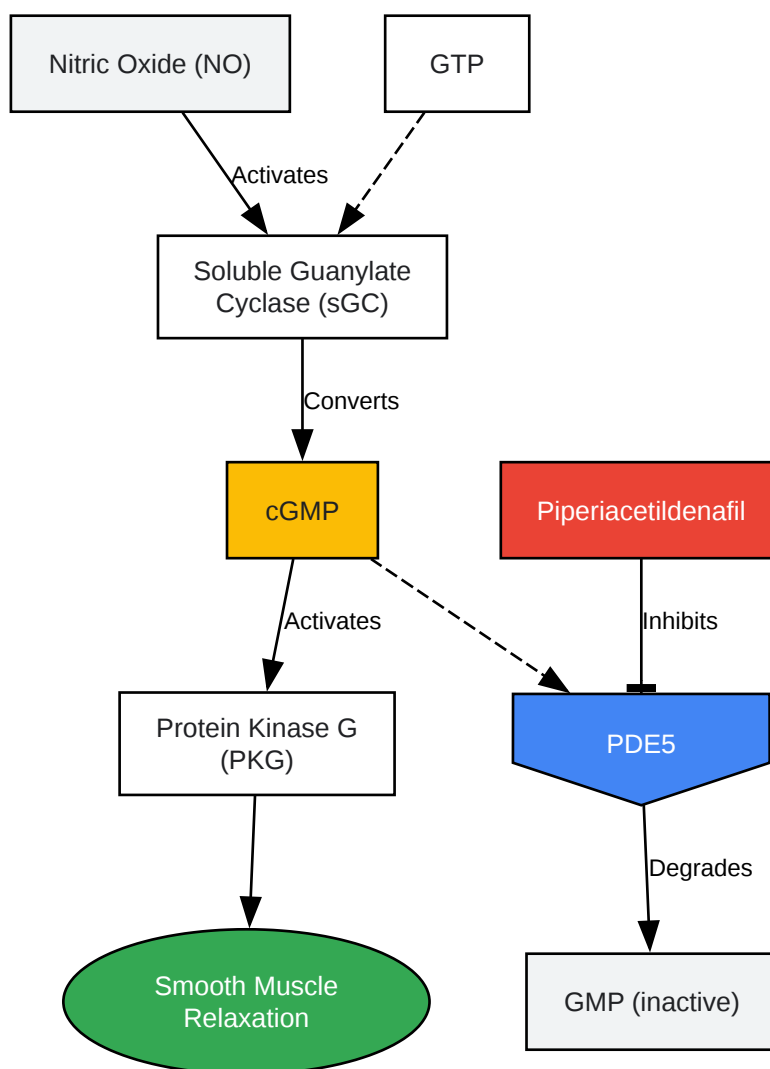 Nitric Oxide (NO)
GTP
Activates
Soluble Guanylate
Cyclase (sGC)
Converts
cGMP
Piperiacetildenafil
Activates
Inhibits
Protein Kinase G
(PKG)
PDE5
Degrades
Smooth Muscle
Relaxation
GMP (inactive)